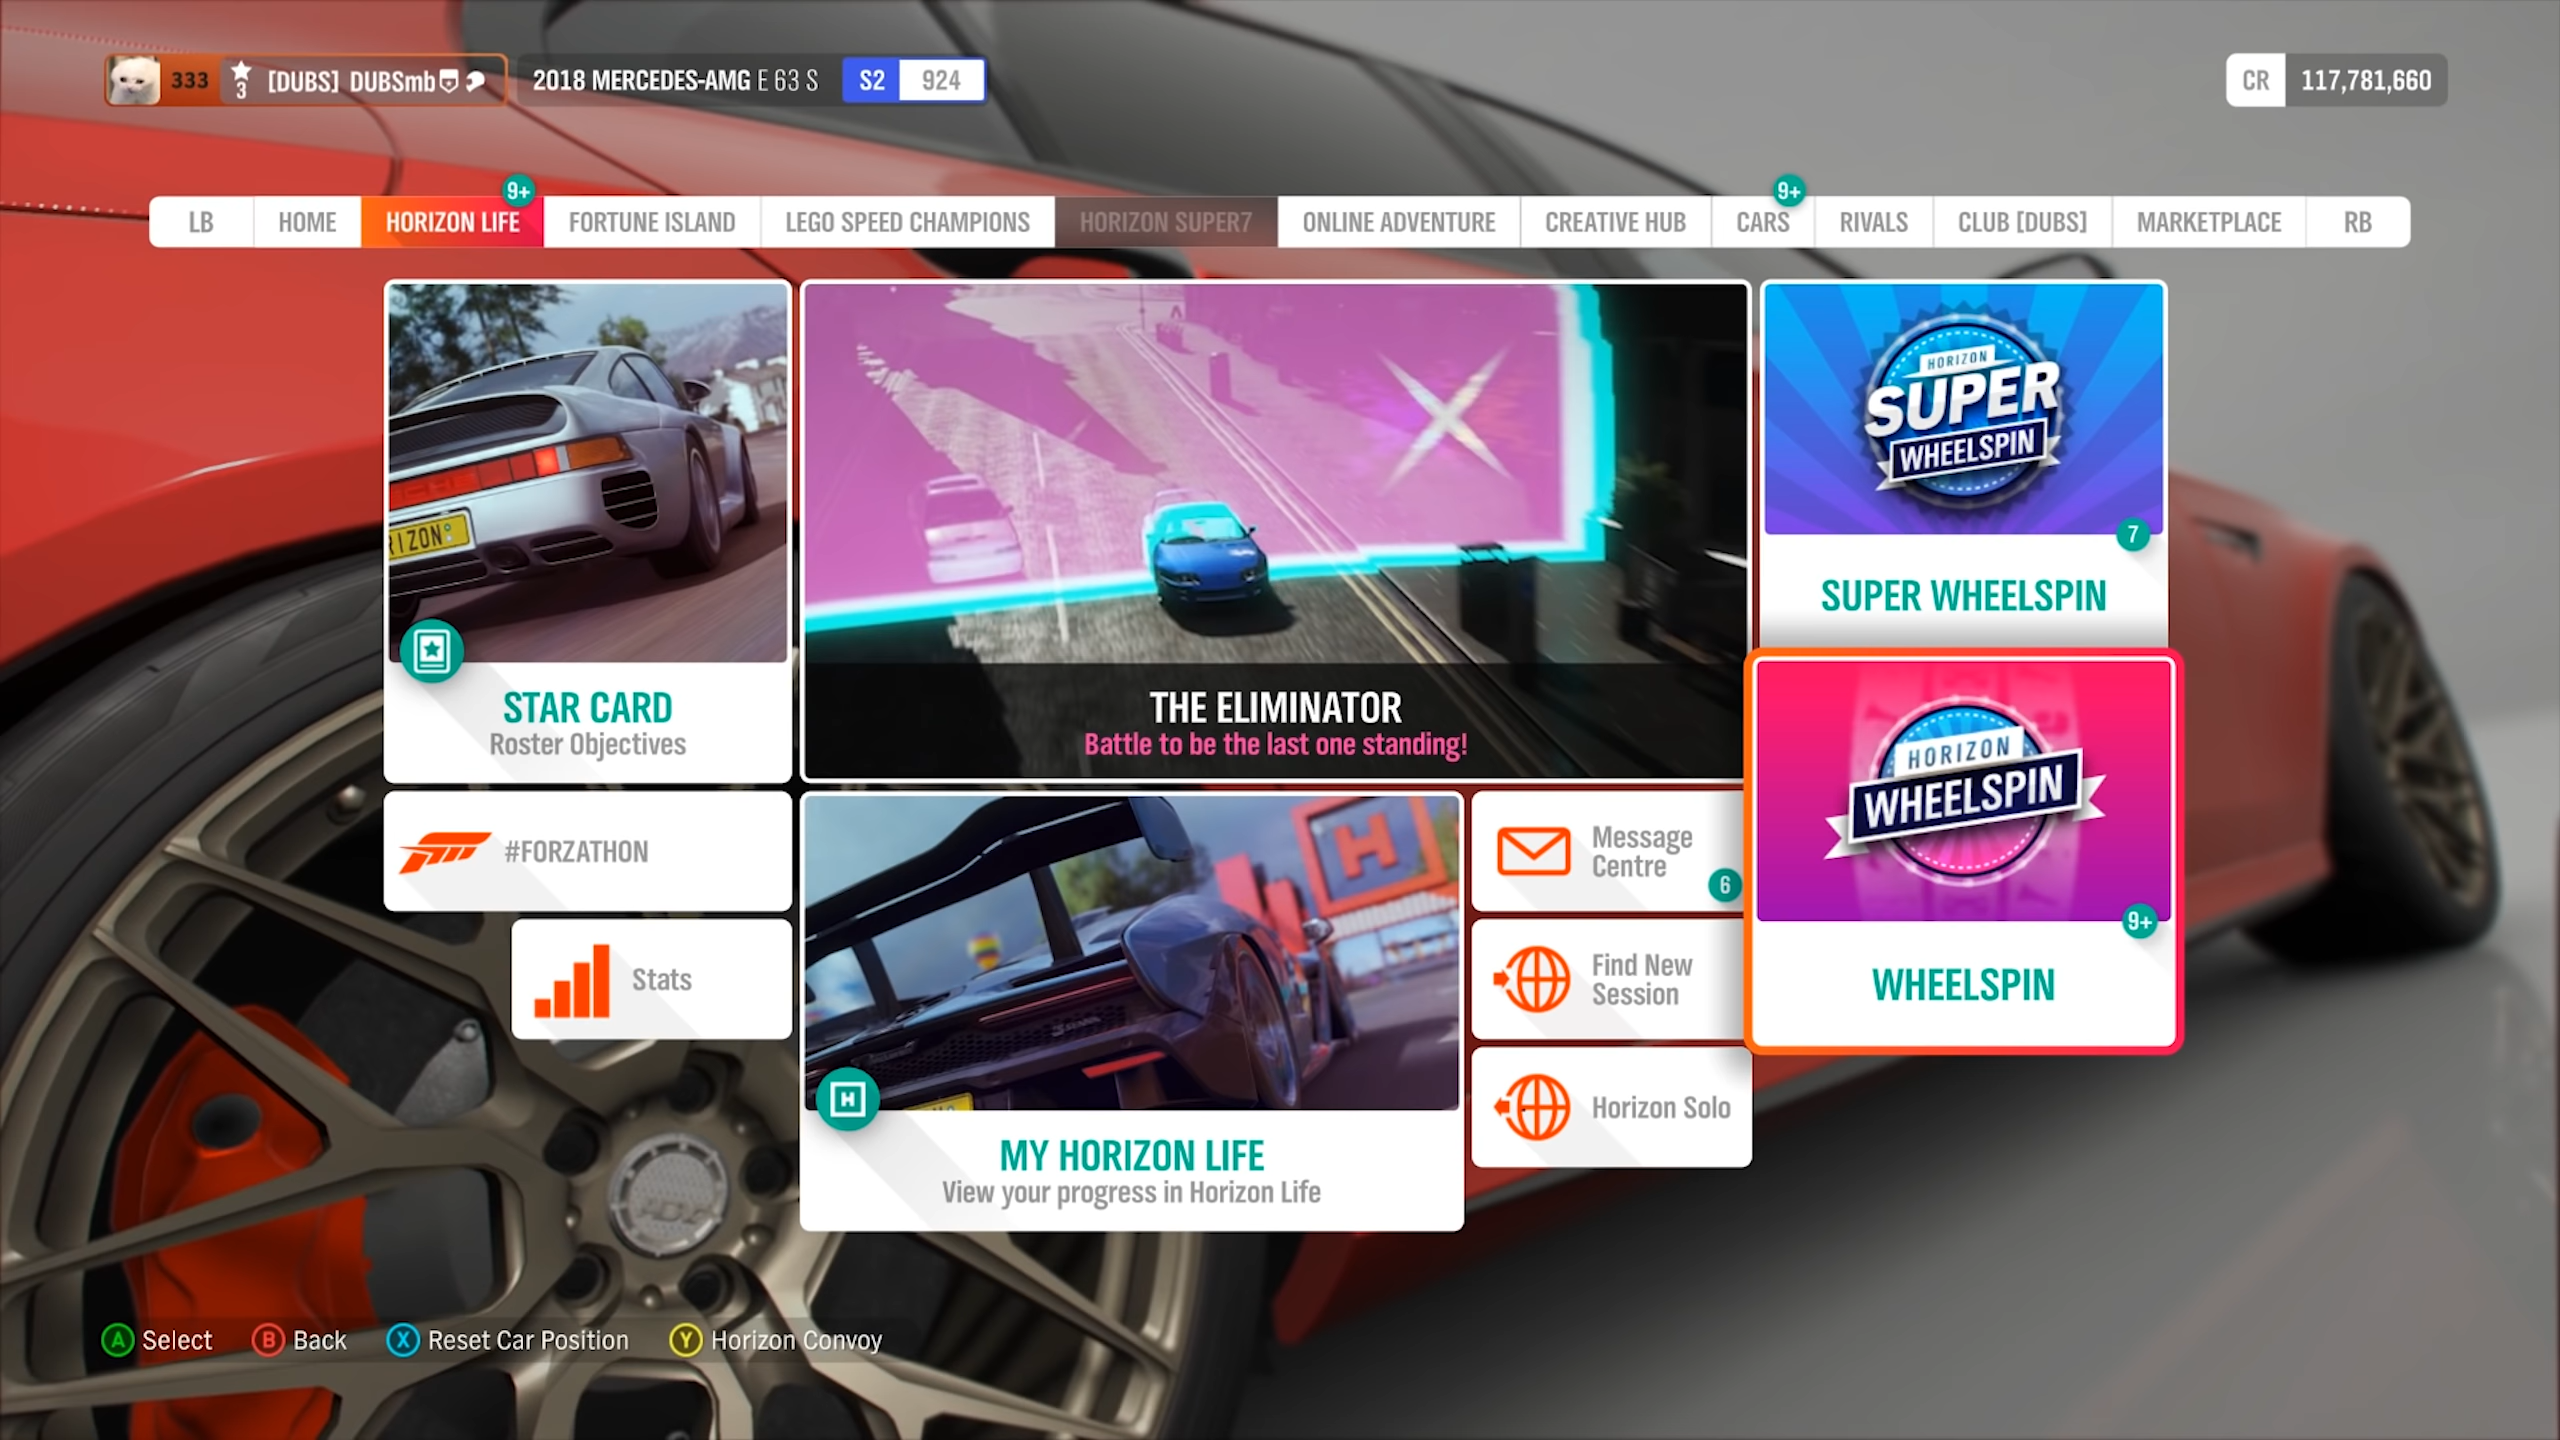 333 3 [DUBS] DUBSmb
2018 MERCEDES-AMG E 63 S S2 924
CR 117,781,660
9+ 9+
LB HOME HORIZON LIFE FORTUNE ISLAND LEGO SPEED CHAMPIONS HORIZON SUPER7 ONLINE ADVENTURE CREATIVE HUB CARS RIVALS CLUB [DUBS] MARKETPLACE RB
RIZON
STAR CARD
Roster Objectives
THE ELIMINATOR
Battle to be the last one standing!
HORIZON
SUPER
WHEELSPIN
7
SUPER WHEELSPIN
#FORZATHON
Stats
H
H
MY HORIZON LIFE
View your progress in Horizon Life
Message
Centre
6
Find New
Session
Horizon Solo
HORIZON
WHEELSPIN
9+
WHEELSPIN
A Select B Back X Reset Car Position Y Horizon Convoy